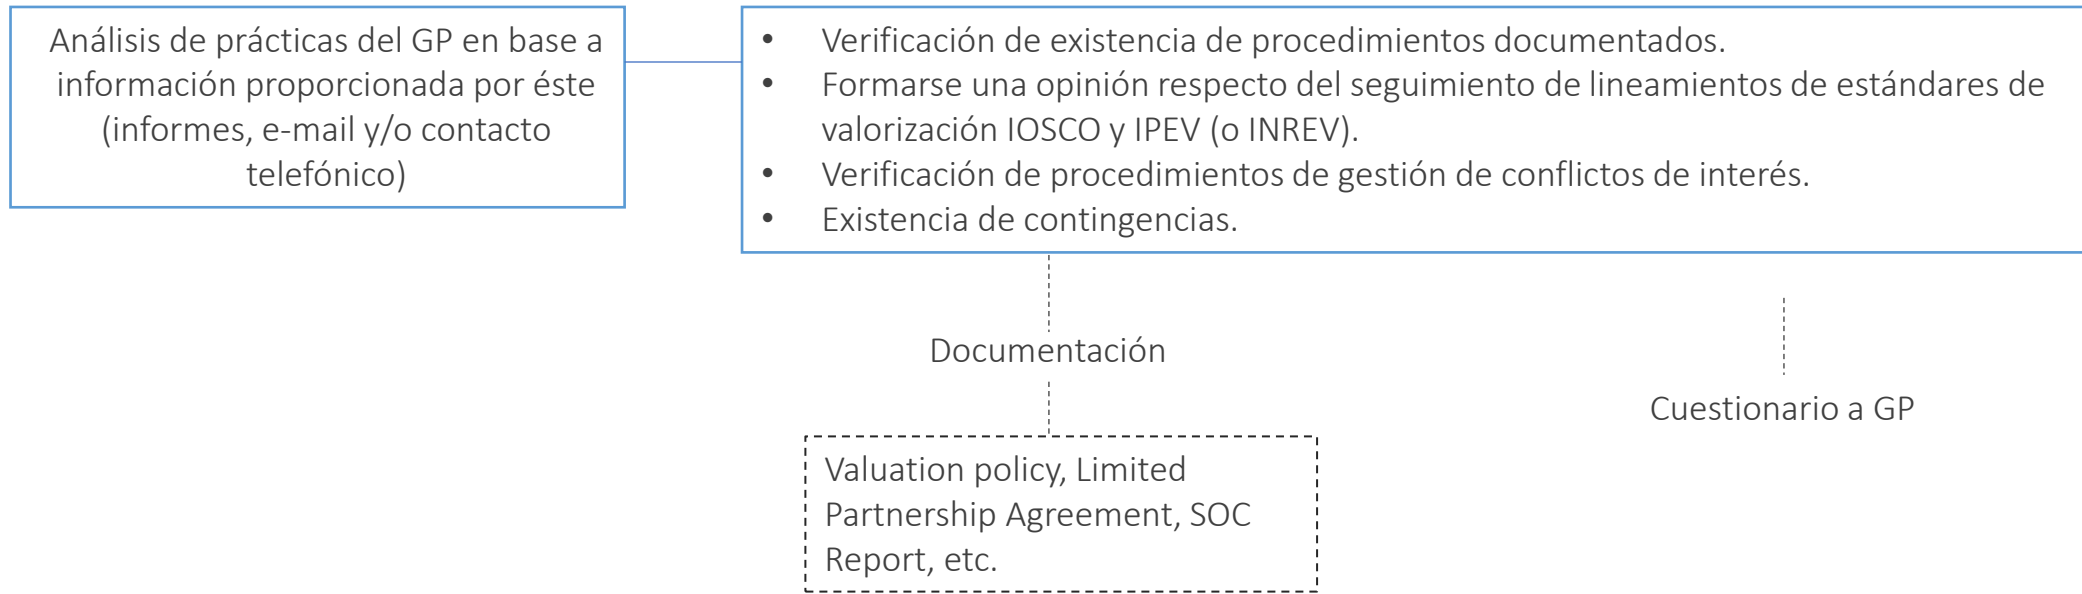 Análisis de prácticas del GP en base a
información proporcionada por éste
(informes, e-mail y/o contacto
telefónico)
• Verificación de existencia de procedimientos documentados.
• Formarse una opinión respecto del seguimiento de lineamientos de estándares de
valorización IOSCO y IPEV (o INREV).
• Verificación de procedimientos de gestión de conflictos de interés.
• Existencia de contingencias.
Documentación
Cuestionario a GP
Valuation policy, Limited
Partnership Agreement, SOC
Report, etc.